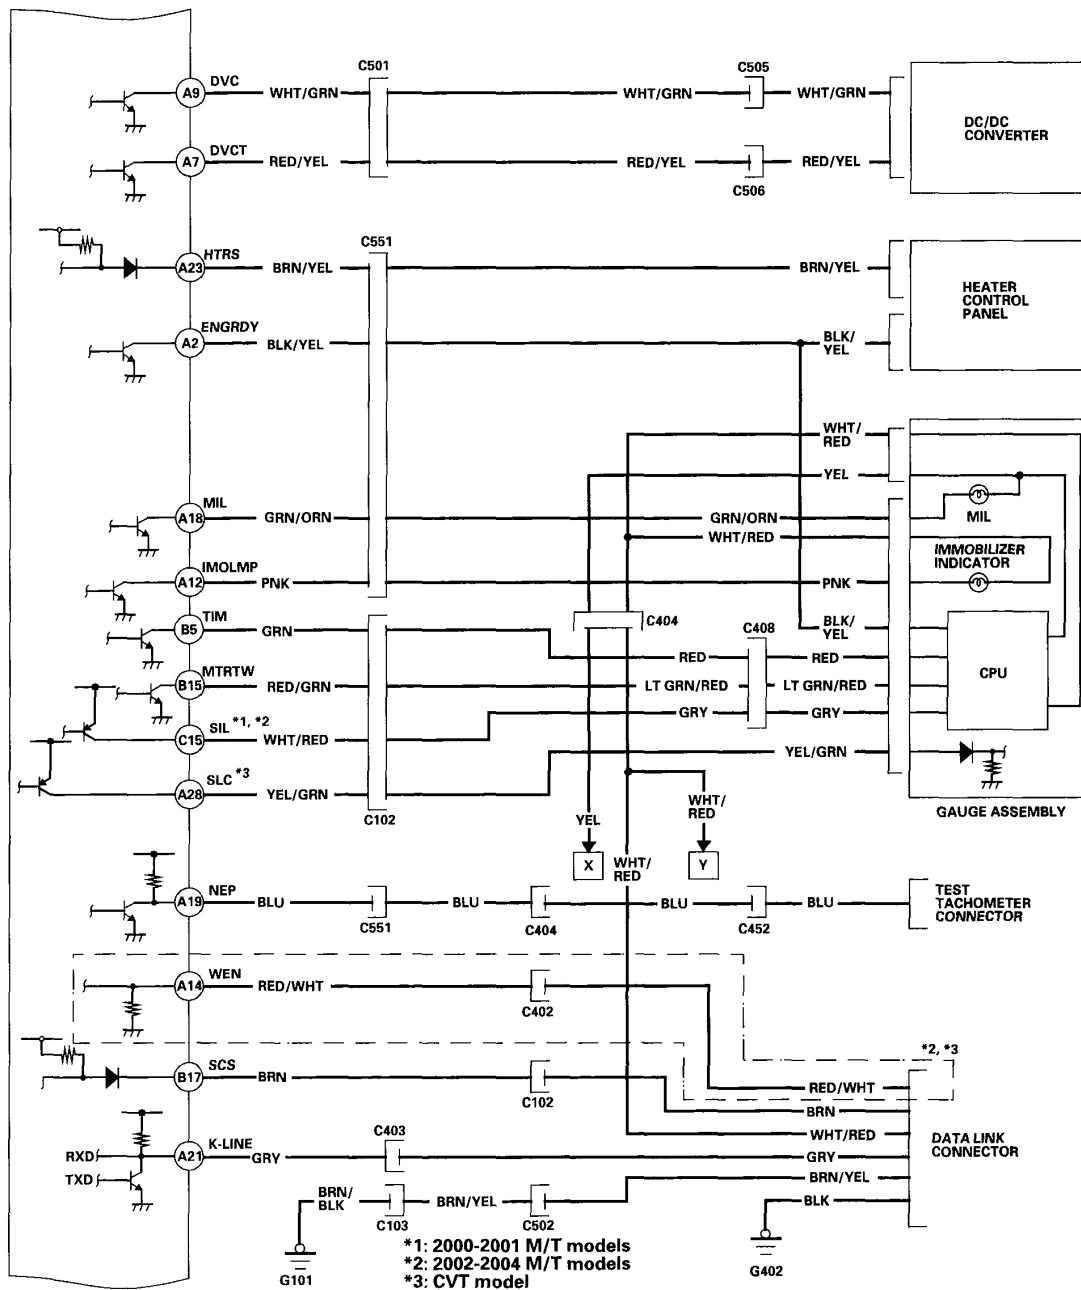 C501
C505
A9
DVC
WHT/GRN
WHT/GRN
WHT/GRN
DC/DC
CONVERTER
A7
DVCT
RED/YEL
RED/YEL
RED/YEL
C506
C551
A23
HTRS
BRN/YEL
BRN/YEL
HEATER
CONTROL
PANEL
A2
ENGRDY
BLK/YEL
BLK/
YEL
WHT/
RED
YEL
A18
MIL
GRN/ORN
GRN/ORN
MIL
WHT/RED
IMMOBILIZER
INDICATOR
A12
IMOLMP
PNK
PNK
C404
BLK/
YEL
B5
TIM
GRN
C408
RED
RED
CPU
B15
MTRTW
RED/GRN
LT GRN/RED
LT GRN/RED
C15
SIL *1, *2
WHT/RED
GRY
GRY
YEL/GRN
A28
SLC *3
YEL/GRN
C102
GAUGE ASSEMBLY
YEL
WHT/
RED
X
WHT/
RED
Y
A19
NEP
BLU
BLU
BLU
BLU
C551
C404
C452
TEST
TACHOMETER
CONNECTOR
A14
WEN
RED/WHT
C402
*2, *3
RED/WHT
B17
SCS
BRN
C102
BRN
WHT/RED
DATA LINK
CONNECTOR
RXD
TXD
A21
K-LINE
GRY
C403
GRY
BRN/
BLK
BRN/YEL
BRN/YEL
C103
C502
BLK
G101
G402
*1: 2000-2001 M/T models
*2: 2002-2004 M/T models
*3: CVT model